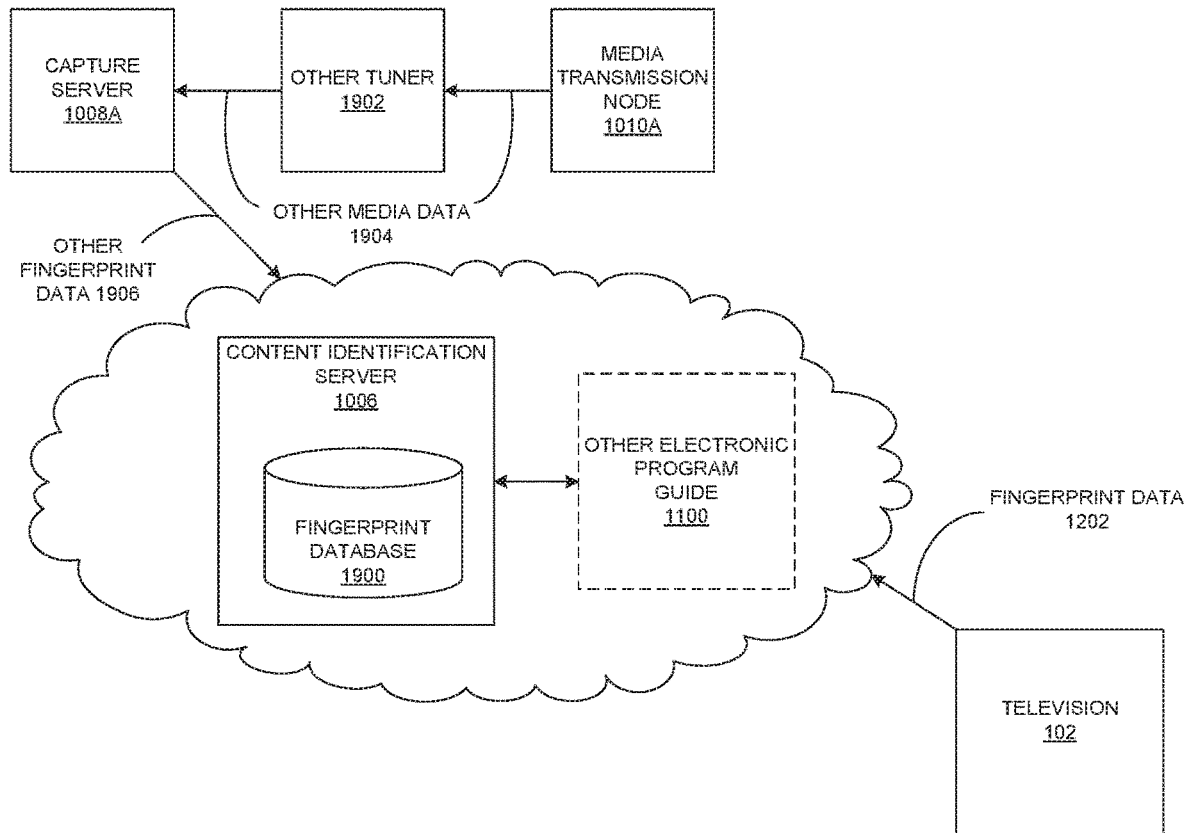 CAPTURE
SERVER
1008A
OTHER TUNER
1902
MEDIA
TRANSMISSION
NODE
1010A
OTHER MEDIA DATA
1904
OTHER
FINGERPRINT
DATA 1906
CONTENT IDENTIFICATION
SERVER
1006
FINGERPRINT
DATABASE
1900
OTHER ELECTRONIC
PROGRAM
GUIDE
1100
FINGERPRINT DATA
1202
TELEVISION
102